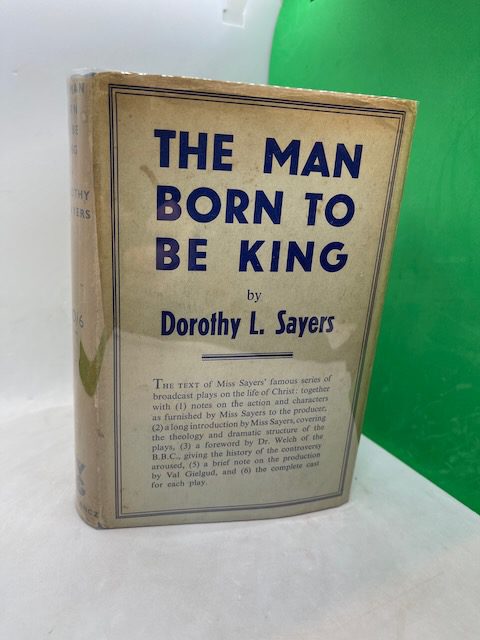 THE MAN
BORN TO
BE KING
by
Dorothy L. Sayers
THE TEXT of Miss Sayers' famous series of
broadcast plays on the life of Christ: together
with (1) notes on the action and characters
as furnished by Miss Sayers to the producer,
(2) a long introduction by Miss Sayers, covering
the theology and dramatic structure of the
plays, (3) a foreword by Dr. Welch of the
B.B.C., giving the history of the controversy
aroused, (5) a brief note on the production
by Val Gielgud, and (6) the complete cast
for each play.
MAN
BE